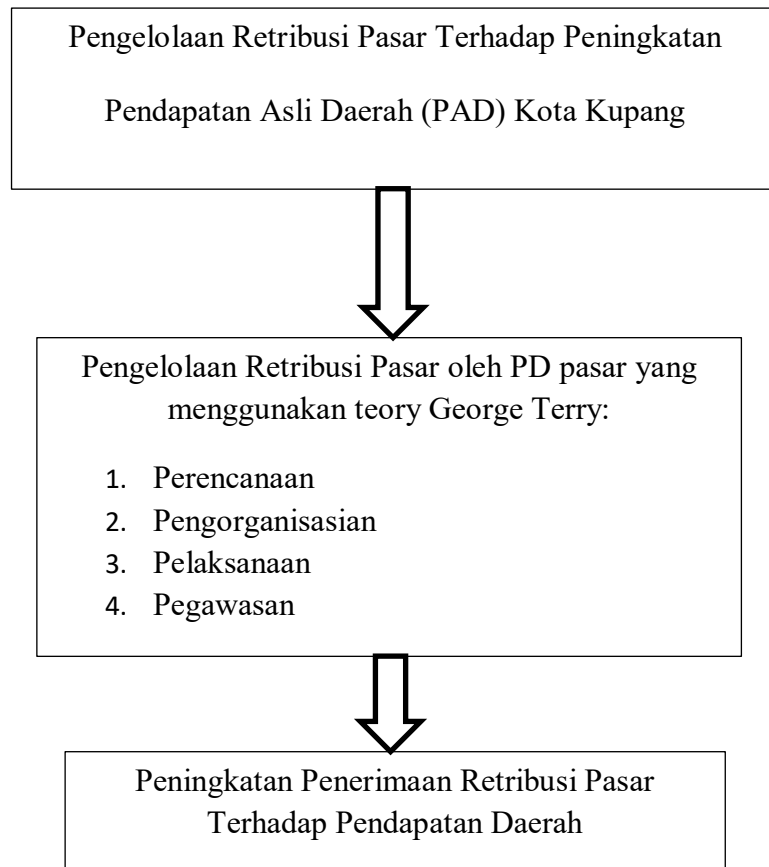 Pengelolaan Retribusi Pasar Terhadap Peningkatan
Pendapatan Asli Daerah (PAD) Kota Kupang
Pengelolaan Retribusi Pasar oleh PD pasar yang
menggunakan teory George Terry:
1. Perencanaan
2. Pengorganisasian
3. Pelaksanaan
4. Pegawasan
Peningkatan Penerimaan Retribusi Pasar
Terhadap Pendapatan Daerah